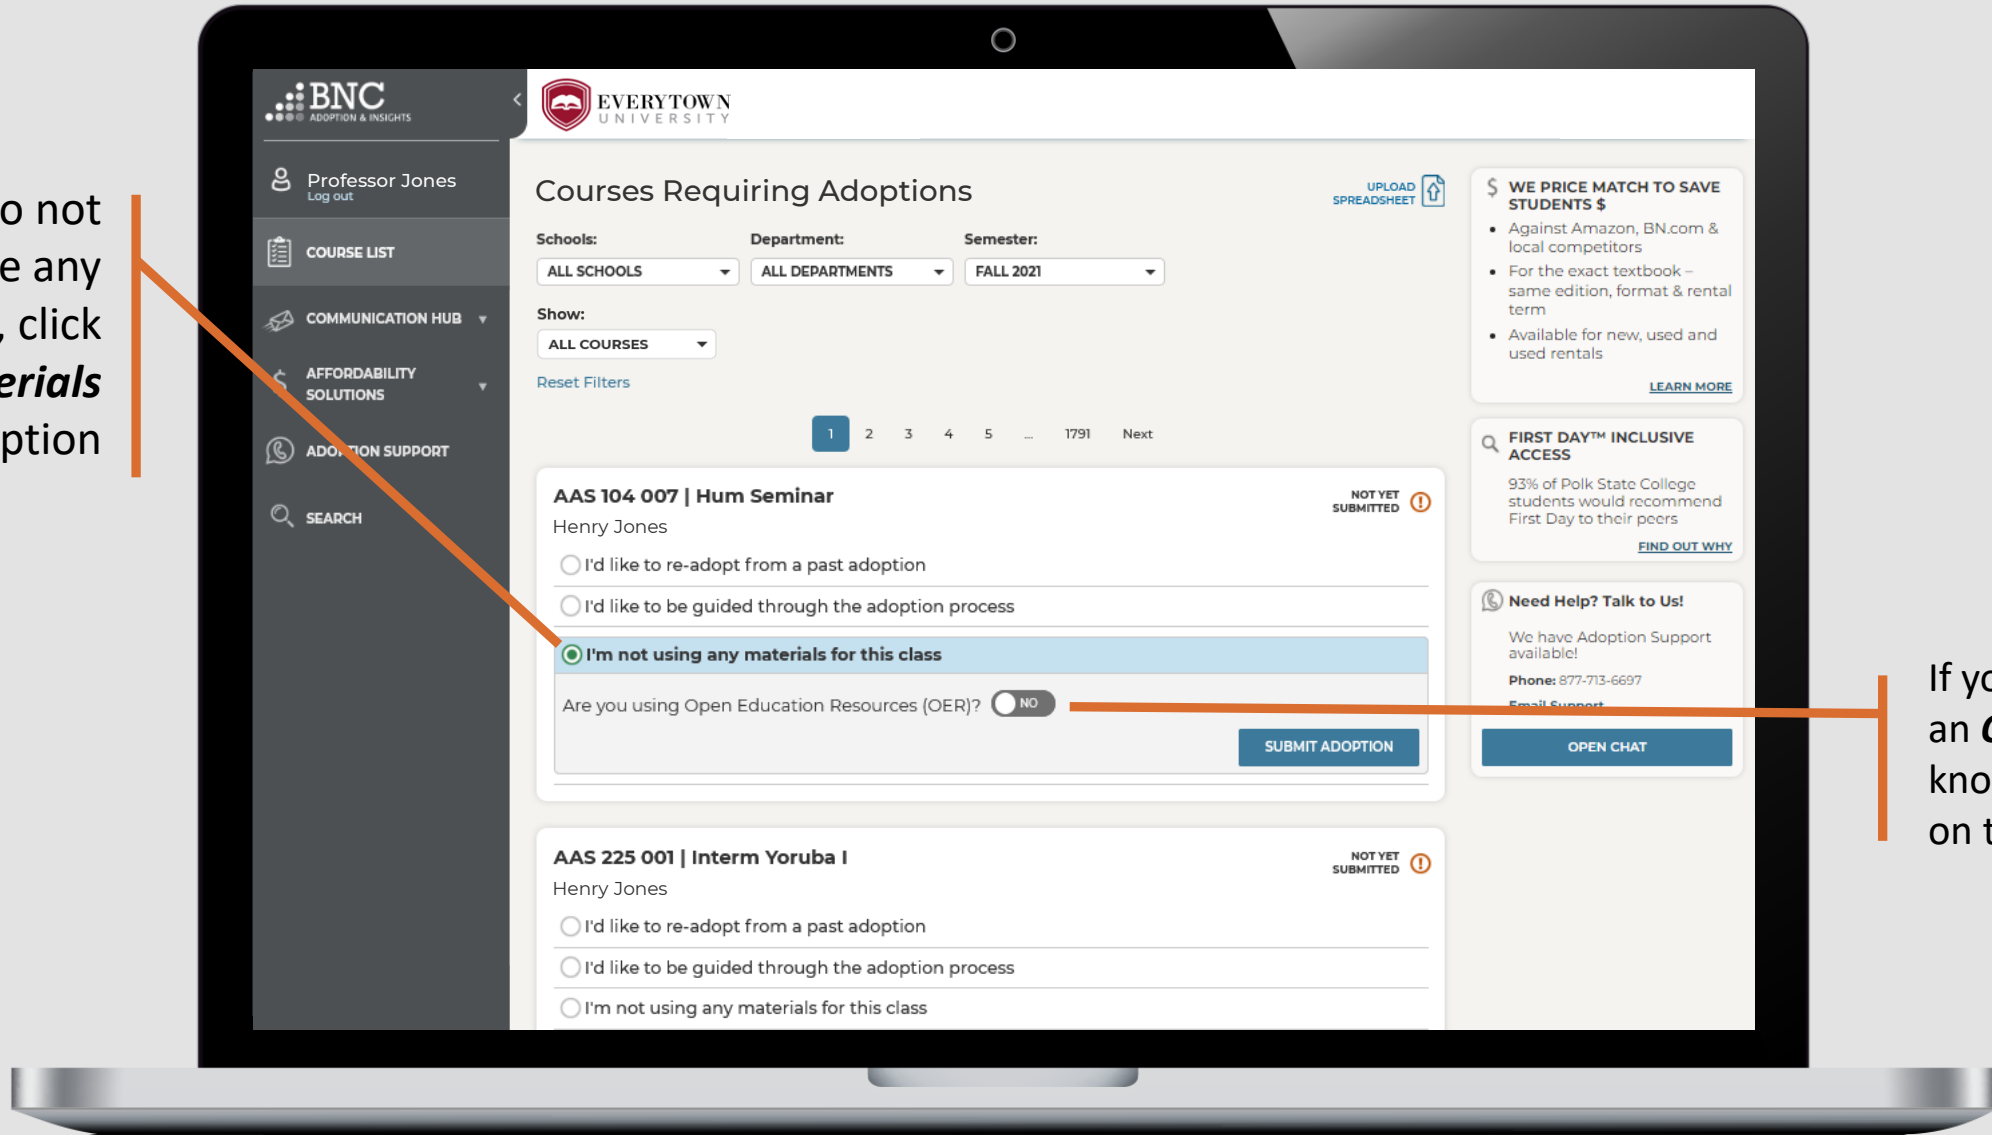 o not
e any
, click
erials
ption
BNC
ADOPTION & INSIGHTS
Professor Jones
Log out
COURSE LIST
COMMUNICATION HUB
AFFORDABILITY
SOLUTIONS
ADOPTION SUPPORT
SEARCH
EVERYTOWN
UNIVERSITY
Courses Requiring Adoptions
UPLOAD
SPREADSHEET
Schools: Department: Semester:
ALL SCHOOLS ALL DEPARTMENTS FALL 2021
Show:
ALL COURSES
Reset Filters
1 2 3 4 5 ... 1791 Next
AAS 104 007 | Hum Seminar
NOT YET
SUBMITTED
Henry Jones
I'd like to re-adopt from a past adoption
I'd like to be guided through the adoption process
I'm not using any materials for this class
Are you using Open Education Resources (OER)? NO
SUBMIT ADOPTION
AAS 225 001 | Interm Yoruba I
NOT YET
SUBMITTED
Henry Jones
I'd like to re-adopt from a past adoption
I'd like to be guided through the adoption process
I'm not using any materials for this class
$ WE PRICE MATCH TO SAVE
STUDENTS $
• Against Amazon, BN.com &
local competitors
• For the exact textbook –
same edition, format & rental
term
• Available for new, used and
used rentals
LEARN MORE
FIRST DAY™ INCLUSIVE
ACCESS
93% of Polk State College
students would recommend
First Day to their peers
FIND OUT WHY
Need Help? Talk to Us!
We have Adoption Support
available!
Phone: 877-713-6697
Email Support
OPEN CHAT
If yo
an
kno
on t